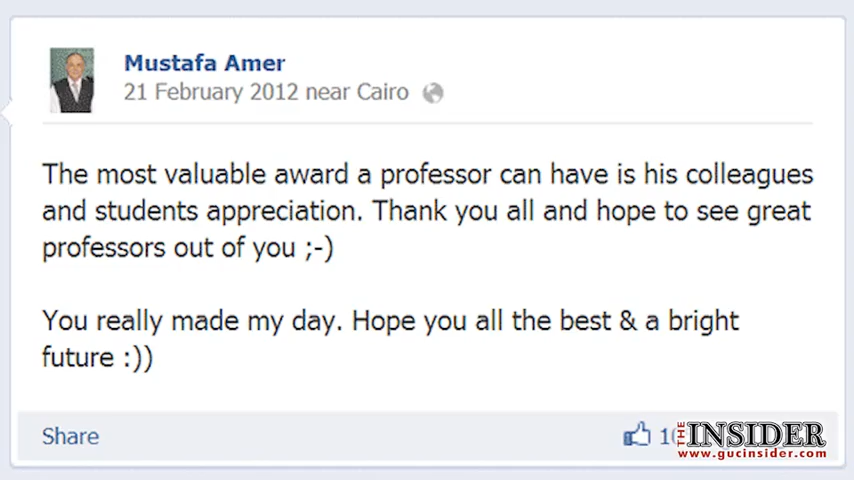 Mustafa Amer
21 February 2012 near Cairo
The most valuable award a professor can have is his colleagues
and students appreciation. Thank you all and hope to see great
professors out of you ;-)
You really made my day. Hope you all the best & a bright
future :))
Share
THE INSIDER
www.gucinsider.com